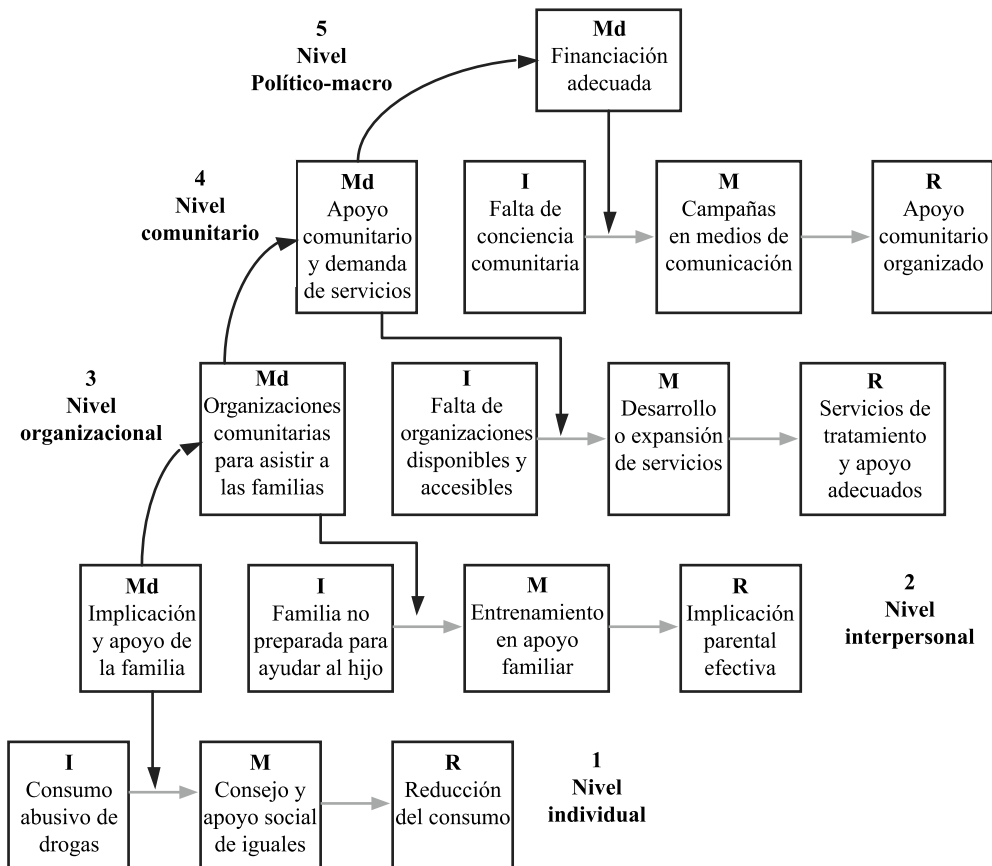 5
Nivel
Político-macro
Md
Financiación
adecuada
4
Nivel
comunitario
Md
Apoyo
comunitario
y demanda
de servicios
I
Falta de
conciencia
comunitaria
M
Campañas
en medios de
comunicación
R
Apoyo
comunitario
organizado
3
Nivel
organizacional
Md
Organizaciones
comunitarias
para asistir a
las familias
I
Falta de
organizaciones
disponibles y
accesibles
M
Desarrollo
o expansión
de servicios
R
Servicios de
tratamiento
y apoyo
adecuados
Md
Implicación
y apoyo de
la familia
I
Familia no
preparada para
ayudar al hijo
M
Entrenamiento
en apoyo
familiar
R
Implicación
parental
efectiva
2
Nivel
interpersonal
I
Consumo
abusivo de
drogas
M
Consejo y
apoyo social
de iguales
R
Reducción
del consumo
1
Nivel
individual